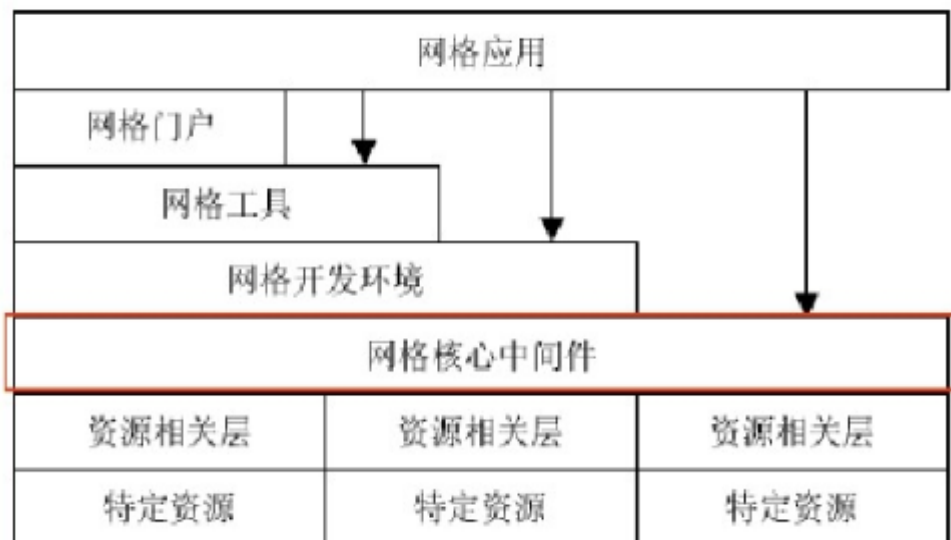 网格应用
网格门户
网格工具
网格开发环境
网格核心中间件
资源相关层 资源相关层 资源相关层
特定资源 特定资源 特定资源